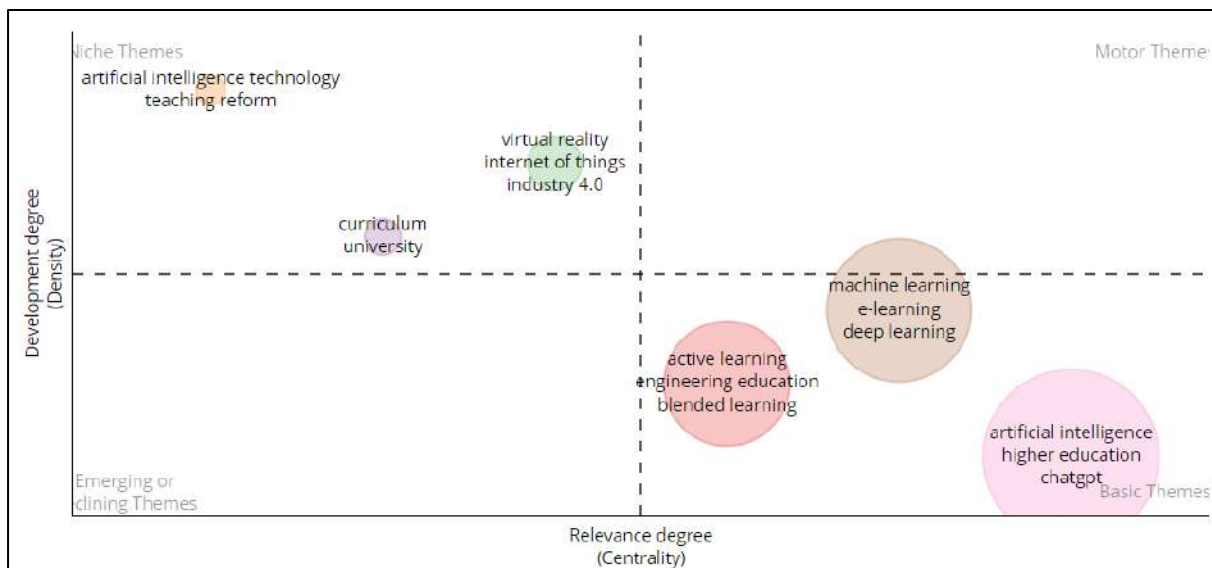 Niche Themes
Motor Themes
artificial intelligence technology
teaching reform
virtual reality
internet of things
industry 4.0
curriculum
university
machine learning
e-learning
deep learning
active learning
engineering education
blended learning
artificial intelligence
higher education
chatgpt
Emerging or
clining Themes
Basic Themes
Development degree
(Density)
Relevance degree
(Centrality)